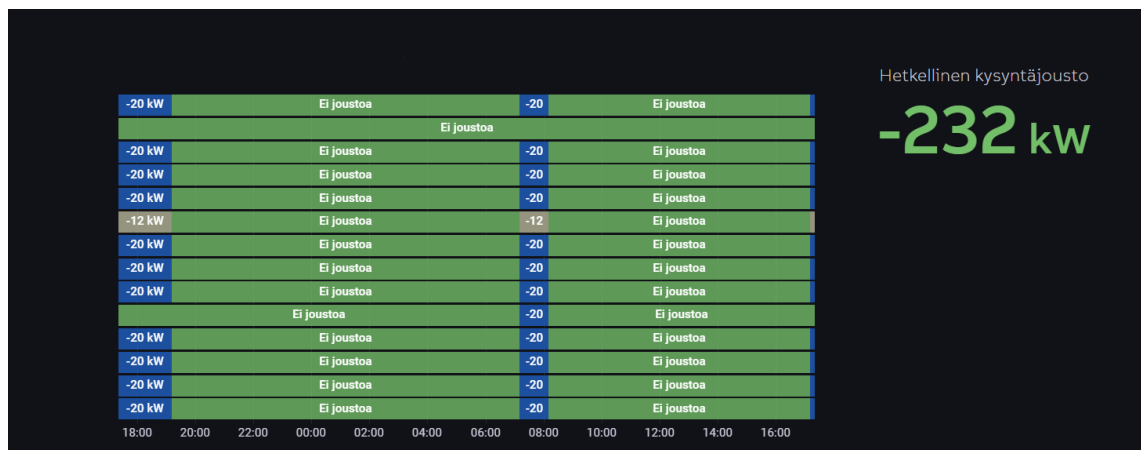 Hetkellinen kysyntäjousto
-232 kW
-20 kW Ei joustoa -20 Ei joustoa
Ei joustoa
-20 kW Ei joustoa -20 Ei joustoa
-20 kW Ei joustoa -20 Ei joustoa
-20 kW Ei joustoa -20 Ei joustoa
-12 kW Ei joustoa -12 Ei joustoa
-20 kW Ei joustoa -20 Ei joustoa
-20 kW Ei joustoa -20 Ei joustoa
-20 kW Ei joustoa -20 Ei joustoa
Ei joustoa -20 Ei joustoa
-20 kW Ei joustoa -20 Ei joustoa
-20 kW Ei joustoa -20 Ei joustoa
-20 kW Ei joustoa -20 Ei joustoa
-20 kW Ei joustoa -20 Ei joustoa
18:00 20:00 22:00 00:00 02:00 04:00 06:00 08:00 10:00 12:00 14:00 16:00